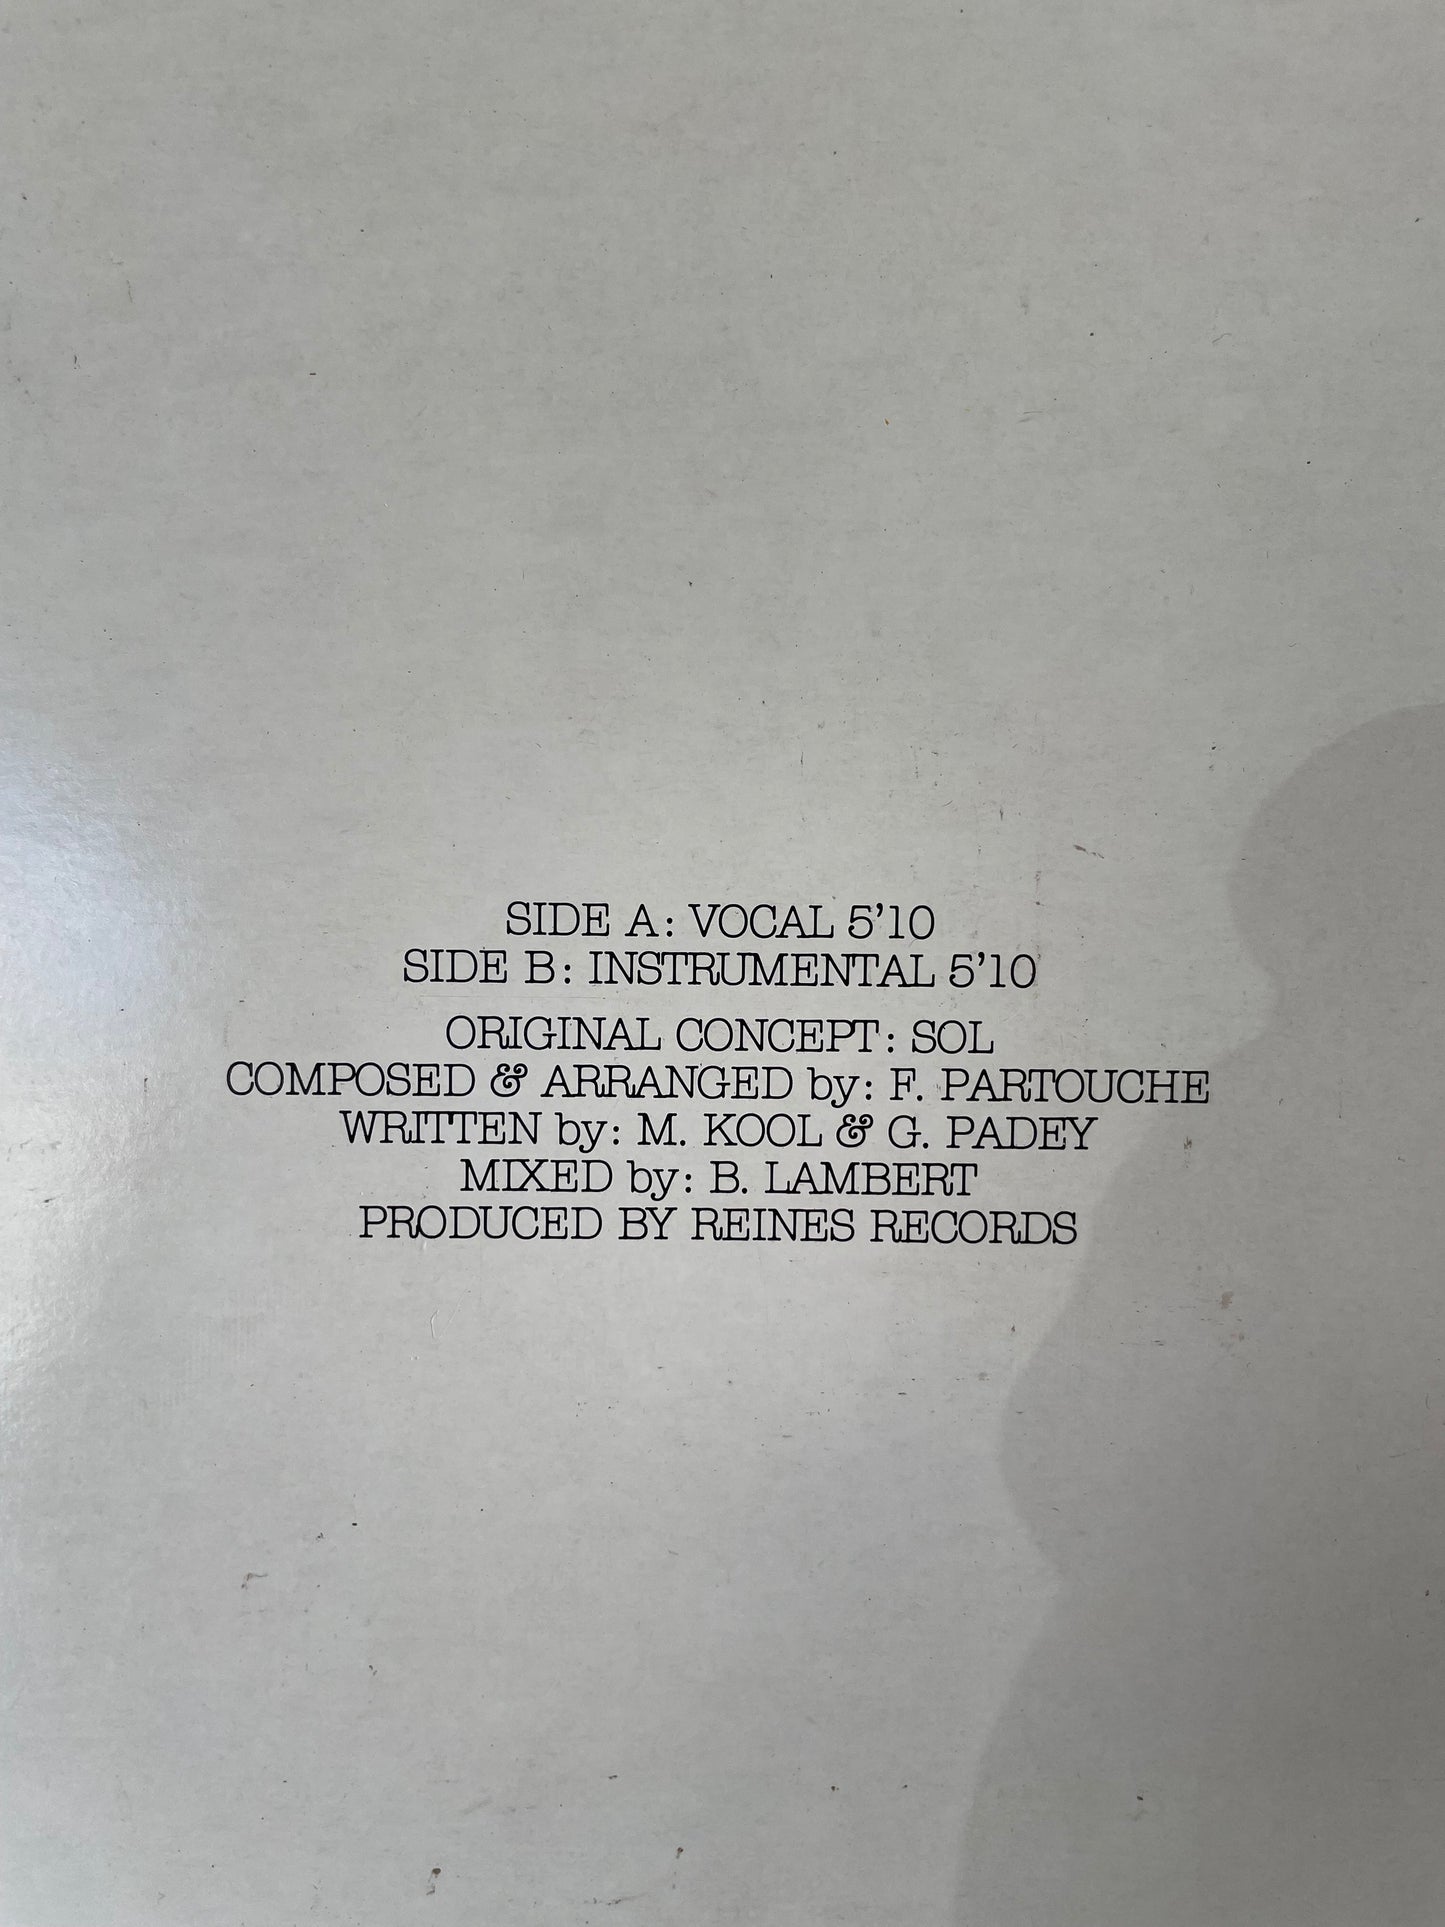 SIDE A: VOCAL 5'10
SIDE B: INSTRUMENTAL 5'10
ORIGINAL CONCEPT: SOL
COMPOSED & ARRANGED by: F. PARTOUCHE
WRITTEN by: M. KOOL & G. PADEY
MIXED by: B. LAMBERT
PRODUCED BY REINES RECORDS